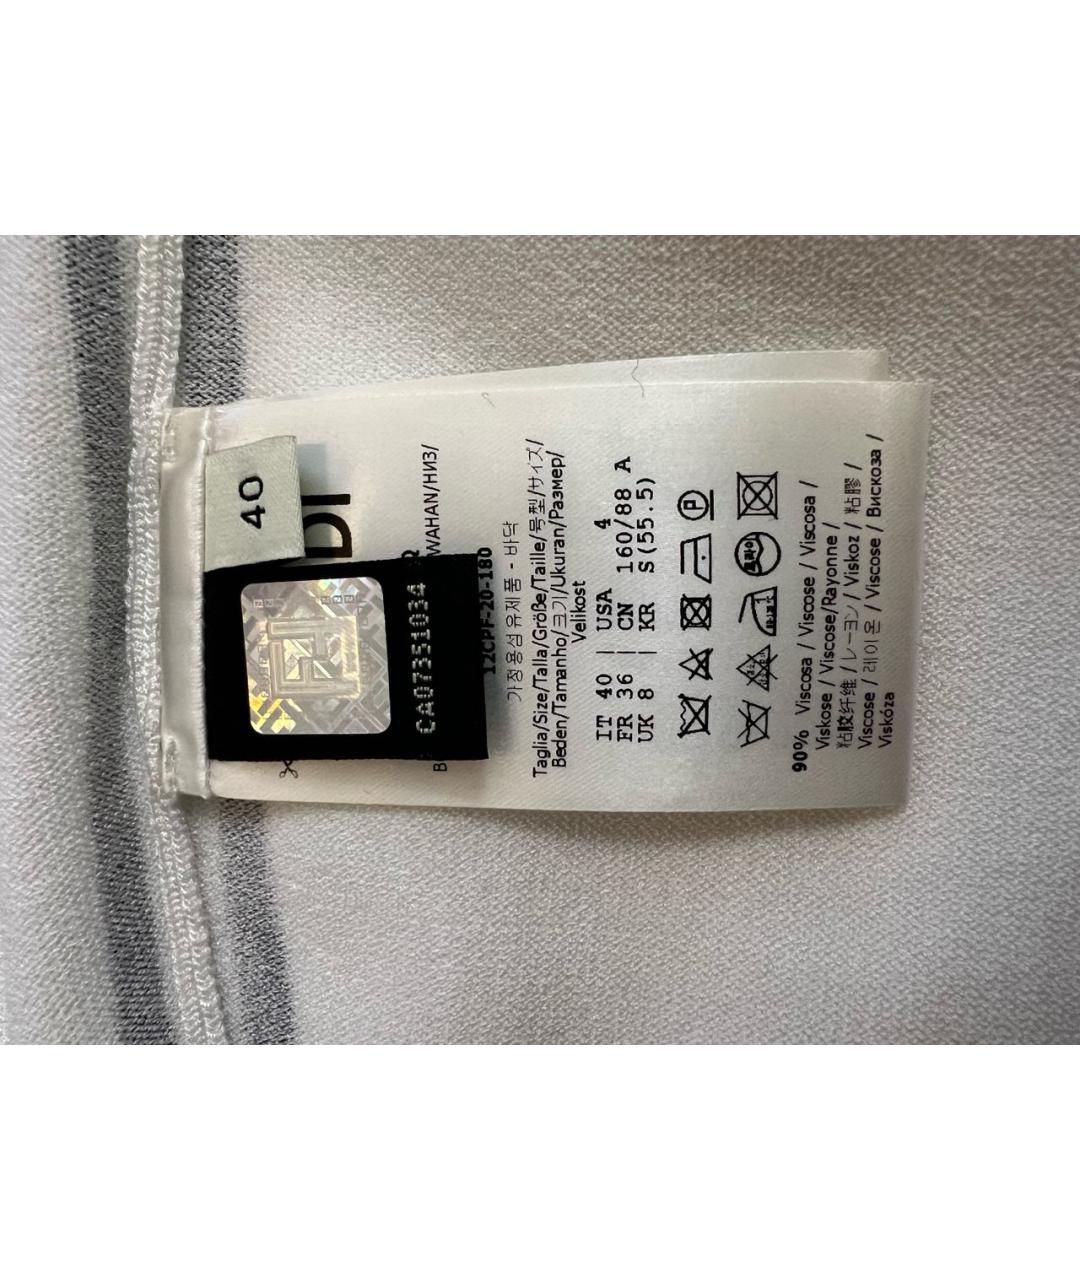 40
DI
CA07351034
WAHAN/НИЗ/
12CPF-20-180
가정용섬유제품 - 바닥
Taglia/Size/Talla/Größe/Taille/号型/サイズ/
Beden/Tamanho/크기/Ukuran/Размер/
Velikost
IT 40 | USA 4
FR 36 | CN 160/88 A
UK 8 | KR S(55.5)
P
드라이
90% Viscosa / Viscose / Viscosa /
Viskose / Viscose/Rayonne /
粘胶纤维 / レーヨン / Viskoz / 粘膠 /
Viscose / 레이온 / Viscose / Вискоза /
Viskóza